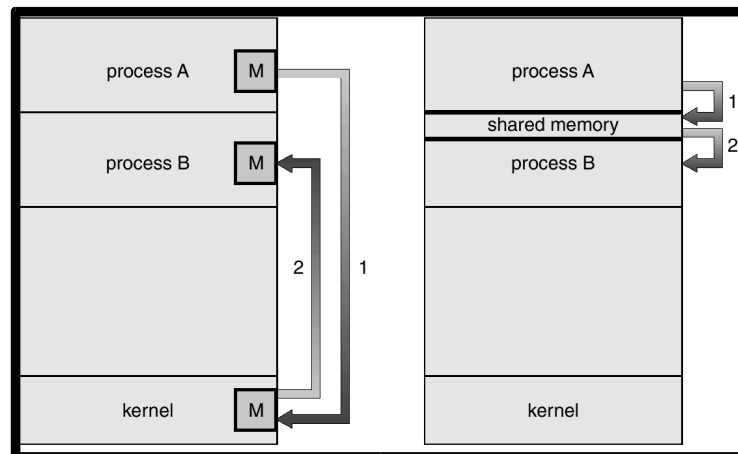 process A
M
process B
M
2
1
kernel
M
process A
1
shared memory
2
process B
kernel